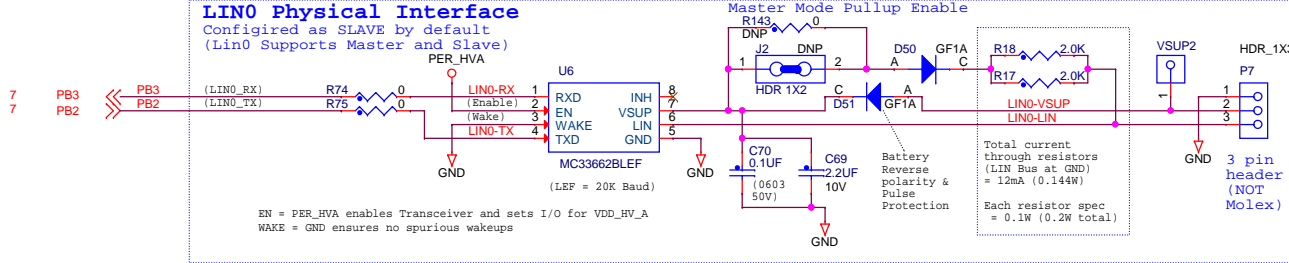 LIN0 Physical Interface
Configired as SLAVE by default
(Lin0 Supports Master and Slave)
Master Mode Pullup Enable
R143 0
DNP
J2 DNP
1 2
HDR 1X2
D50 GF1A
A C
R18 2.0K
R17 2.0K
VSUP2
1
HDR_1X3
P7
PER_HVA
U6
7 PB3 PB3 (LIN0_RX) R74 0 LIN0-RX 1 RXD INH 8
7 PB2 PB2 (LIN0_TX) R75 0 (Enable) 2 EN VSUP 7
(Wake) 3 WAKE LIN 6
LIN0-TX 4 TXD GND 5
MC33662BLEF
(LEF = 20K Baud)
C A
D51 GF1A
LIN0-VSUP
LIN0-LIN
1
2
3
GND
GND
GND
GND
C70
0.1UF
(0603
50V)
C69
2.2UF
10V
Battery
Reverse
polarity &
Pulse
Protection
Total current
through resistors
(LIN Bus at GND)
= 12mA (0.144W)
Each resistor spec
= 0.1W (0.2W total)
3 pin
header
(NOT
Molex)
EN = PER_HVA enables Transceiver and sets I/O for VDD_HV_A
WAKE = GND ensures no spurious wakeups